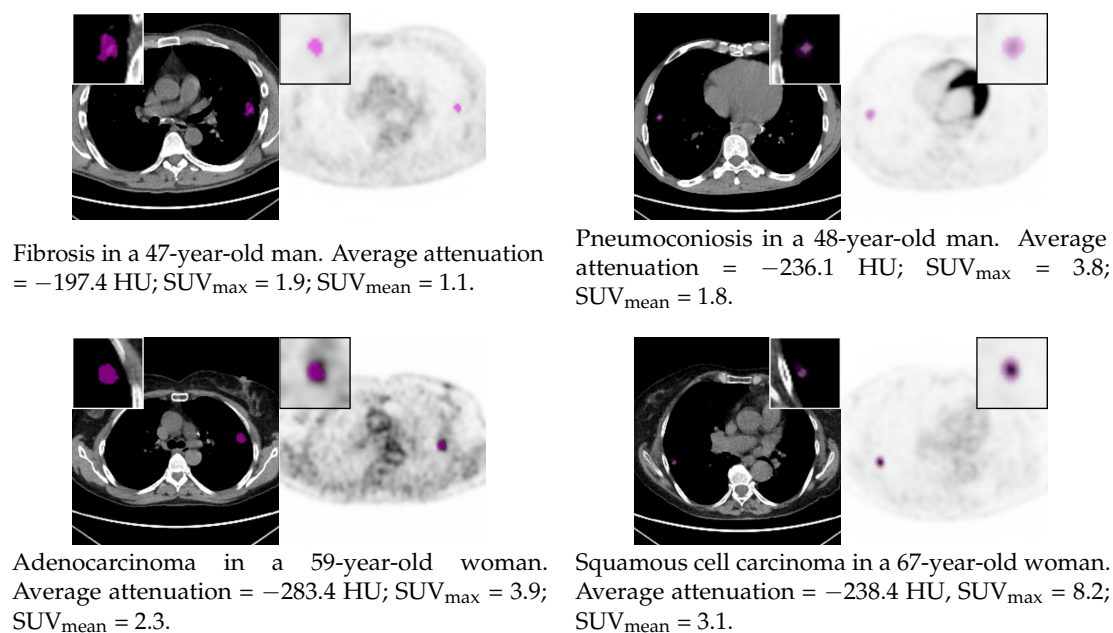 Fibrosis in a 47-year-old man. Average attenuation
= −197.4 HU; SUVmax = 1.9; SUVmean = 1.1.
Pneumoconiosis in a 48-year-old man. Average
attenuation = −236.1 HU; SUVmax = 3.8;
SUVmean = 1.8.
Adenocarcinoma in a 59-year-old woman.
Average attenuation = −283.4 HU; SUVmax = 3.9;
SUVmean = 2.3.
Squamous cell carcinoma in a 67-year-old woman.
Average attenuation = −238.4 HU, SUVmax = 8.2;
SUVmean = 3.1.